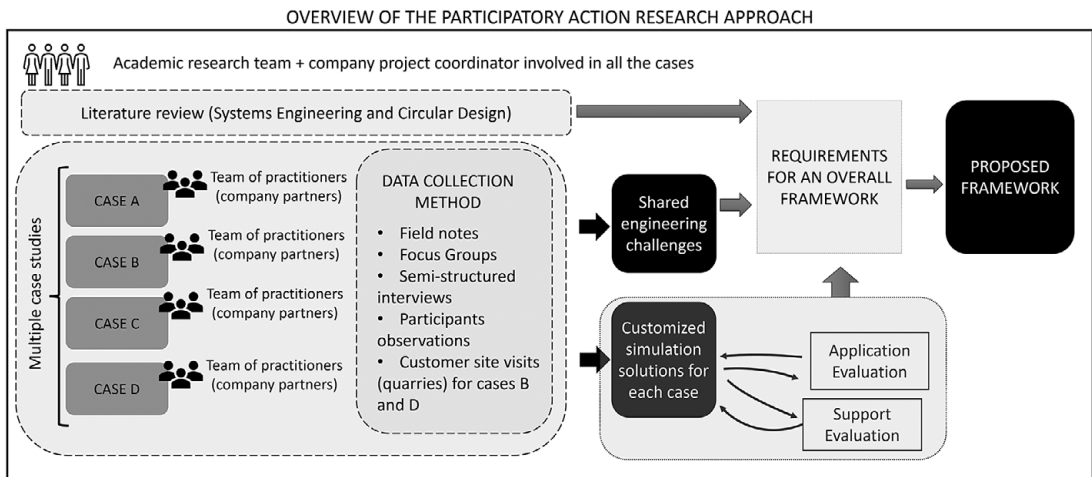 OVERVIEW OF THE PARTICIPATORY ACTION RESEARCH APPROACH
Academic research team + company project coordinator involved in all the cases
Literature review (Systems Engineering and Circular Design)
Multiple case studies
CASE A
Team of practitioners
(company partners)
CASE B
Team of practitioners
(company partners)
CASE C
Team of practitioners
(company partners)
CASE D
Team of practitioners
(company partners)
DATA COLLECTION
METHOD
• Field notes
• Focus Groups
• Semi-structured
interviews
• Participants
observations
• Customer site visits
(quarries) for cases B
and D
Shared
engineering
challenges
Customized
simulation
solutions for
each case
Application
Evaluation
Support
Evaluation
REQUIREMENTS
FOR AN OVERALL
FRAMEWORK
PROPOSED
FRAMEWORK